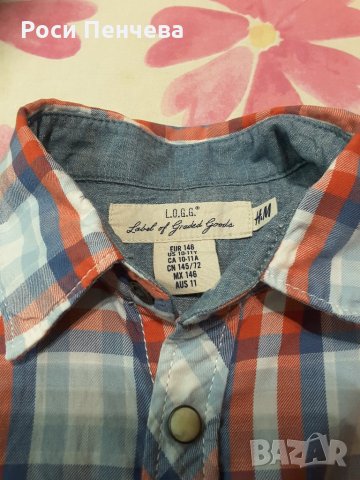 Роси Пенчева
L.O.G.G.®
Label of Graded Goods
H&M
EUR 146
US 10-11Y
CA 10-11A
CN 145/72
MX 146
AUS 11
BAZAR